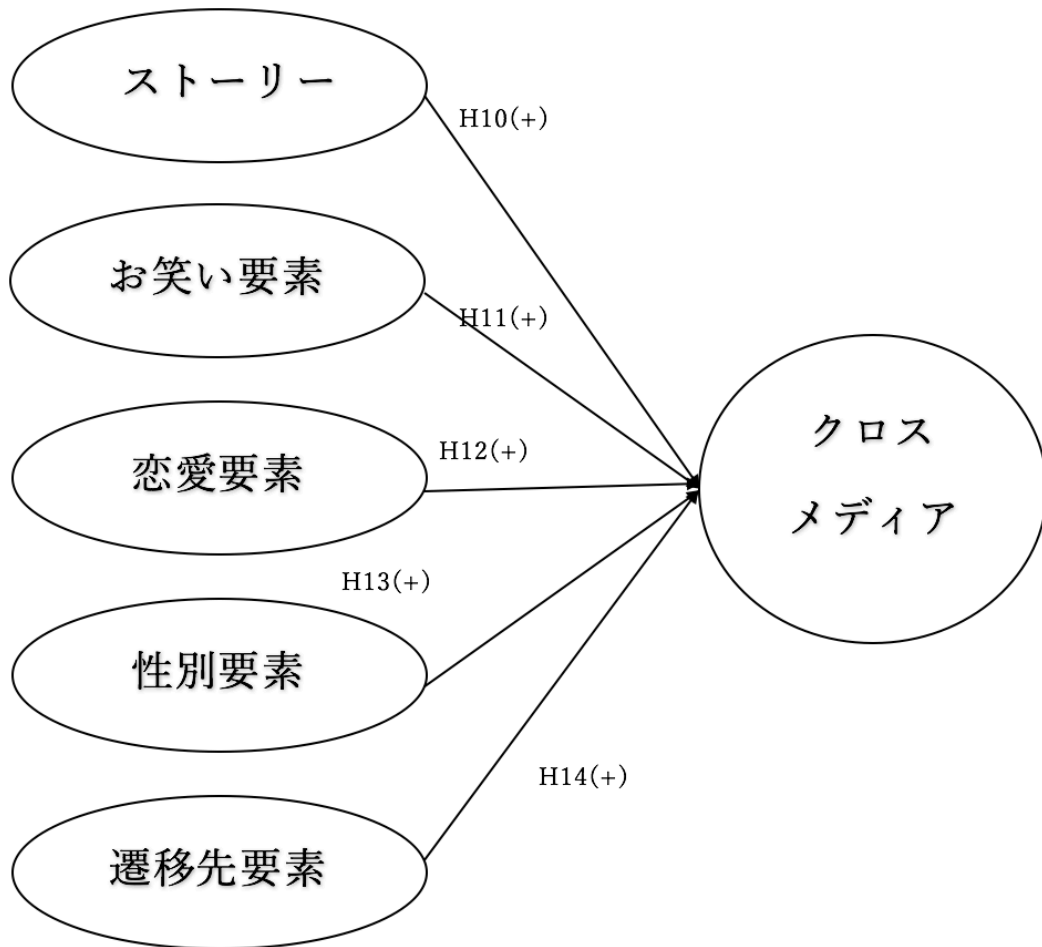 ストーリー
H10(+)
お笑い要素
H11(+)
クロス
メディア
恋愛要素
H12(+)
H13(+)
性別要素
H14(+)
遷移先要素